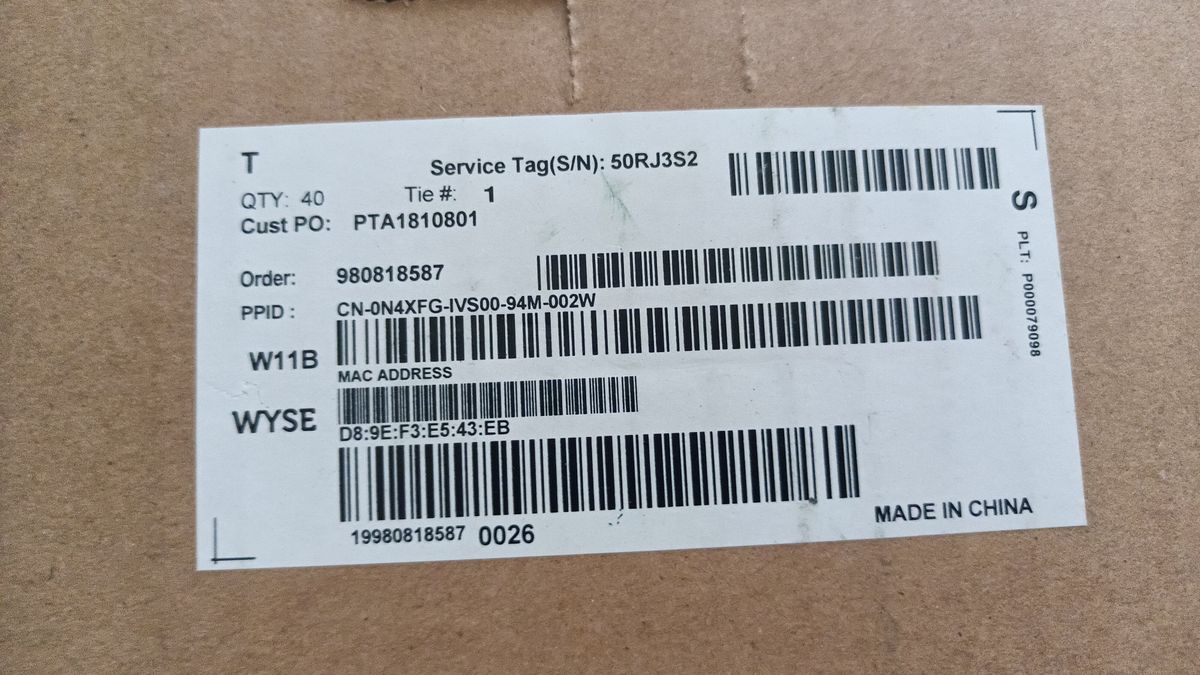 T
Service Tag(S/N): 50RJ3S2
QTY: 40 Tie #: 1
Cust PO: PTA1810801
Order: 980818587
PPID : CN-0N4XFG-IVS00-94M-002W
W11B
MAC ADDRESS
WYSE
D8:9E:F3:E5:43:EB
19980818587 0026
MADE IN CHINA
S
PLT: P000079098